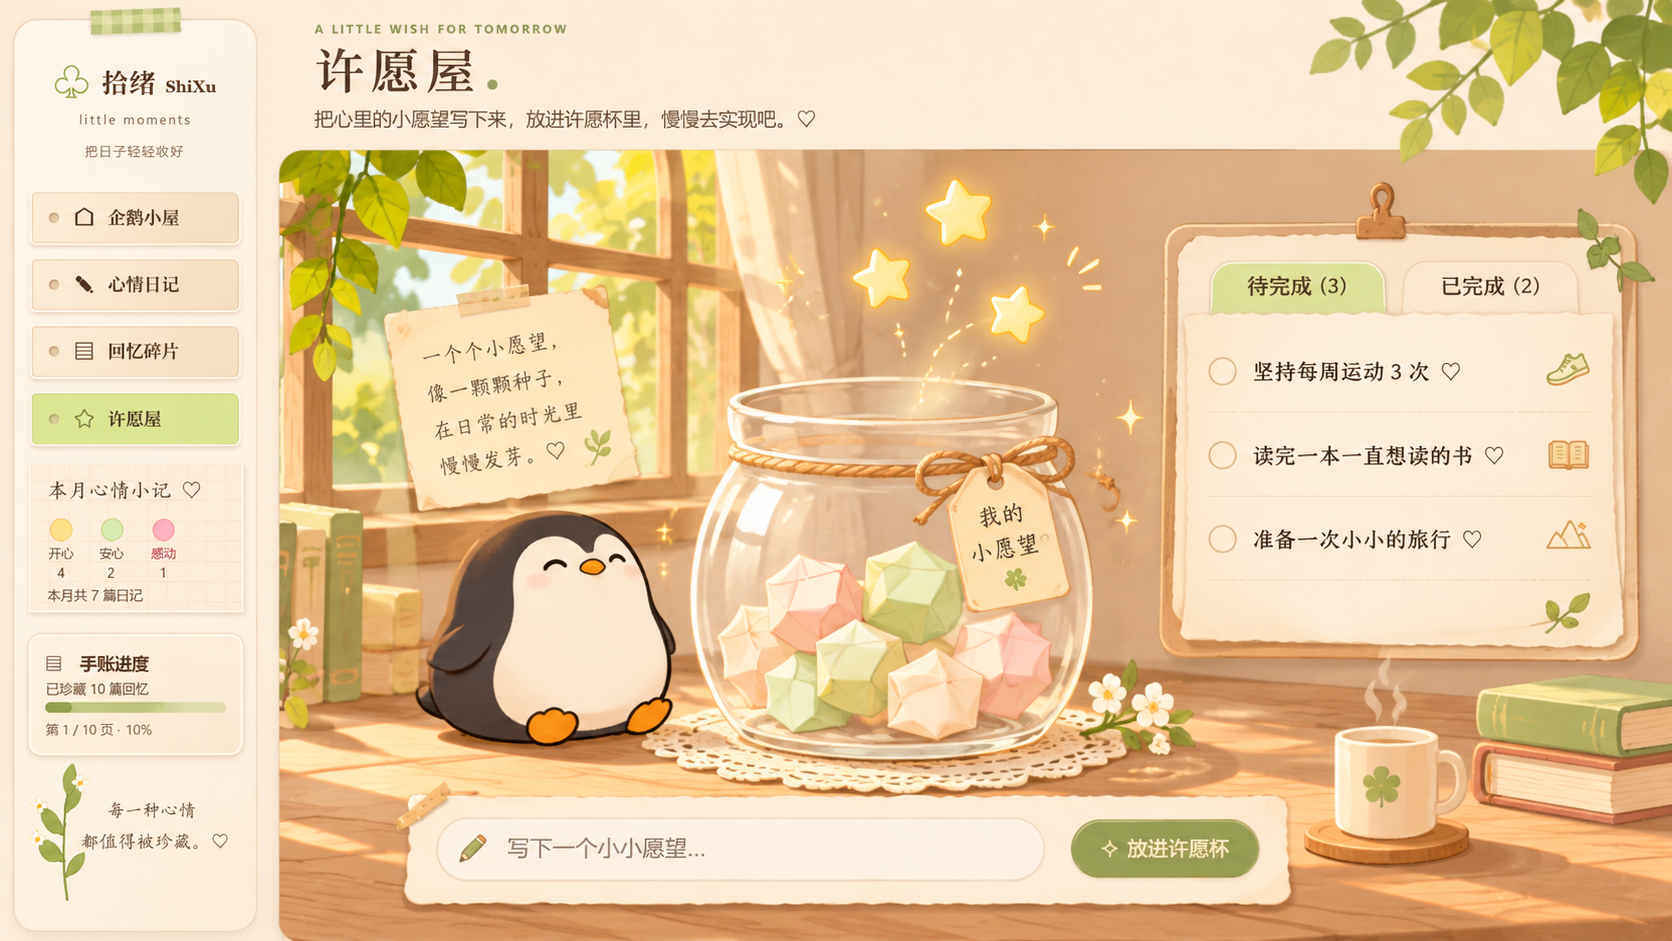 拾绪 ShiXu
little moments
把日子轻轻收好
企鹅小屋
心情日记
回忆碎片
许愿屋
本月心情小记 ♡
开心 安心 感动
4 2 1
本月共 7 篇日记
手账进度
已珍藏 10 篇回忆
第 1 / 10 页 · 10%
每一种心情
都值得被珍藏。♡
A LITTLE WISH FOR TOMORROW
许愿屋.
把心里的小愿望写下来，放进许愿杯里，慢慢去实现吧。♡
一个个小愿望，
像一颗颗种子，
在日常的时光里
慢慢发芽。♡
我的
小愿望♡
待完成 (3) 已完成 (2)
坚持每周运动 3 次 ♡
读完一本一直想读的书 ♡
准备一次小小的旅行 ♡
写下一个小小愿望...
✧ 放进许愿杯